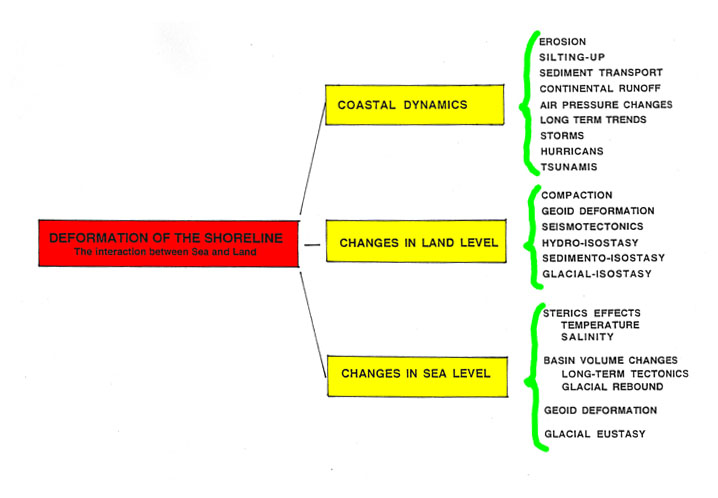 EROSION
SILTING-UP
SEDIMENT TRANSPORT
CONTINENTAL RUNOFF
AIR PRESSURE CHANGES
LONG TERM TRENDS
STORMS
HURRICANS
TSUNAMIS
COASTAL DYNAMICS
DEFORMATION OF THE SHORELINE
The interaction between Sea and Land
CHANGES IN LAND LEVEL
COMPACTION
GEOID DEFORMATION
SEISMOTECTONICS
HYDRO-ISOSTASY
SEDIMENTO-ISOSTASY
GLACIAL-ISOSTASY
CHANGES IN SEA LEVEL
STERICS EFFECTS
TEMPERATURE
SALINITY
BASIN VOLUME CHANGES
LONG-TERM TECTONICS
GLACIAL REBOUND
GEOID DEFORMATION
GLACIAL EUSTASY